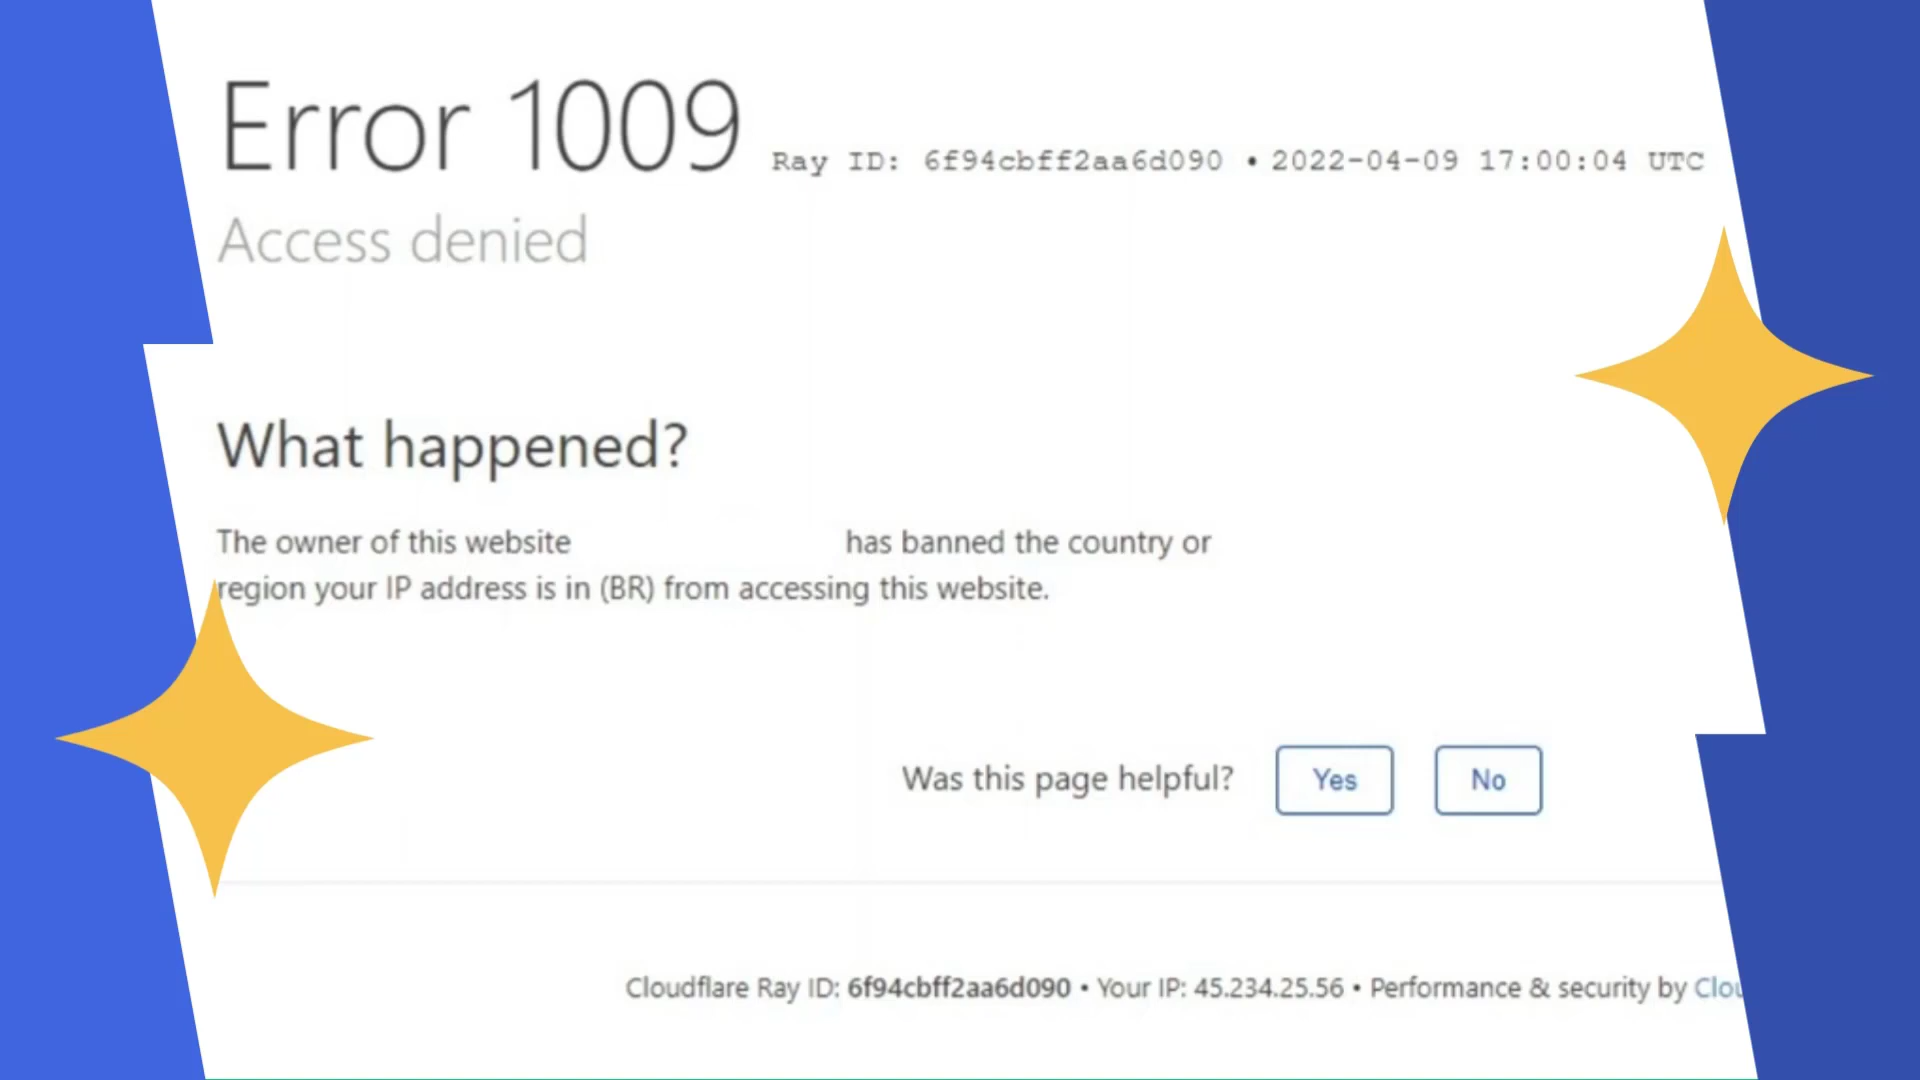 Error 1009 Ray ID: 6f94cbff2aa6d090 • 2022-04-09 17:00:04 UTC
Access denied
What happened?
The owner of this website has banned the country or
region your IP address is in (BR) from accessing this website.
Was this page helpful? Yes No
Cloudflare Ray ID: 6f94cbff2aa6d090 • Your IP: 45.234.25.56 • Performance & security by